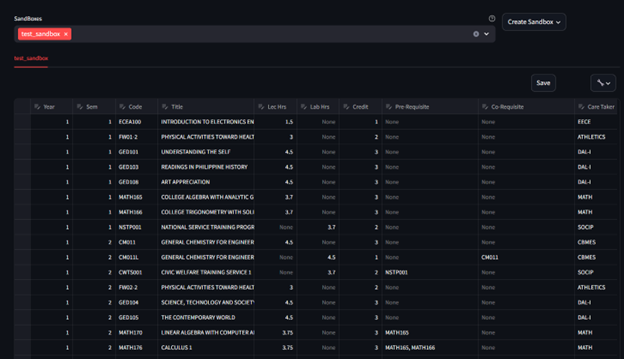 SandBoxes
test_sandbox × Create Sandbox
test_sandbox
Save
Year Sem Code Title Lec Hrs Lab Hrs Credit Pre-Requisite Co-Requisite Care Taker
1 1 ECEA100 INTRODUCTION TO ELECTRONICS EN 1.5 None 1 None None EECE
1 1 FW01-2 PHYSICAL ACTIVITIES TOWARD HEALT 3 None 2 None None ATHLETICS
1 1 GED101 UNDERSTANDING THE SELF 4.5 None 3 None None DAL-I
1 1 GED103 READINGS IN PHILIPPINE HISTORY 4.5 None 3 None None DAL-I
1 1 GED108 ART APPRECIATION 4.5 None 3 None None DAL-I
1 1 MATH165 COLLEGE ALGEBRA WITH ANALYTIC G 3.7 None 3 None None MATH
1 1 MATH166 COLLEGE TRIGONOMETRY WITH SOLI 3.7 None 3 None None MATH
1 1 NSTP001 NATIONAL SERVICE TRAINING PROGR None 3.7 2 None None SOCIP
1 2 CM011 GENERAL CHEMISTRY FOR ENGINEER 4.5 None 3 None None CBMES
1 2 CM011L GENERAL CHEMISTRY FOR ENGINEER None 4.5 1 None CM011 CBMES
1 2 CWTS001 CIVIC WELFARE TRAINING SERVICE 1 None 3.7 2 NSTP001 None SOCIP
1 2 FW02-2 PHYSICAL ACTIVITIES TOWARD HEALT 3 None 2 None None ATHLETICS
1 2 GED104 SCIENCE, TECHNOLOGY AND SOCIETY 4.5 None 3 None None DAL-I
1 2 GED105 THE CONTEMPORARY WORLD 4.5 None 3 None None DAL-I
1 2 MATH170 LINEAR ALGEBRA WITH COMPUTER A 3.75 None 3 MATH165 None MATH
1 2 MATH176 CALCULUS 1 3.75 None 3 MATH165, MATH166 None MATH